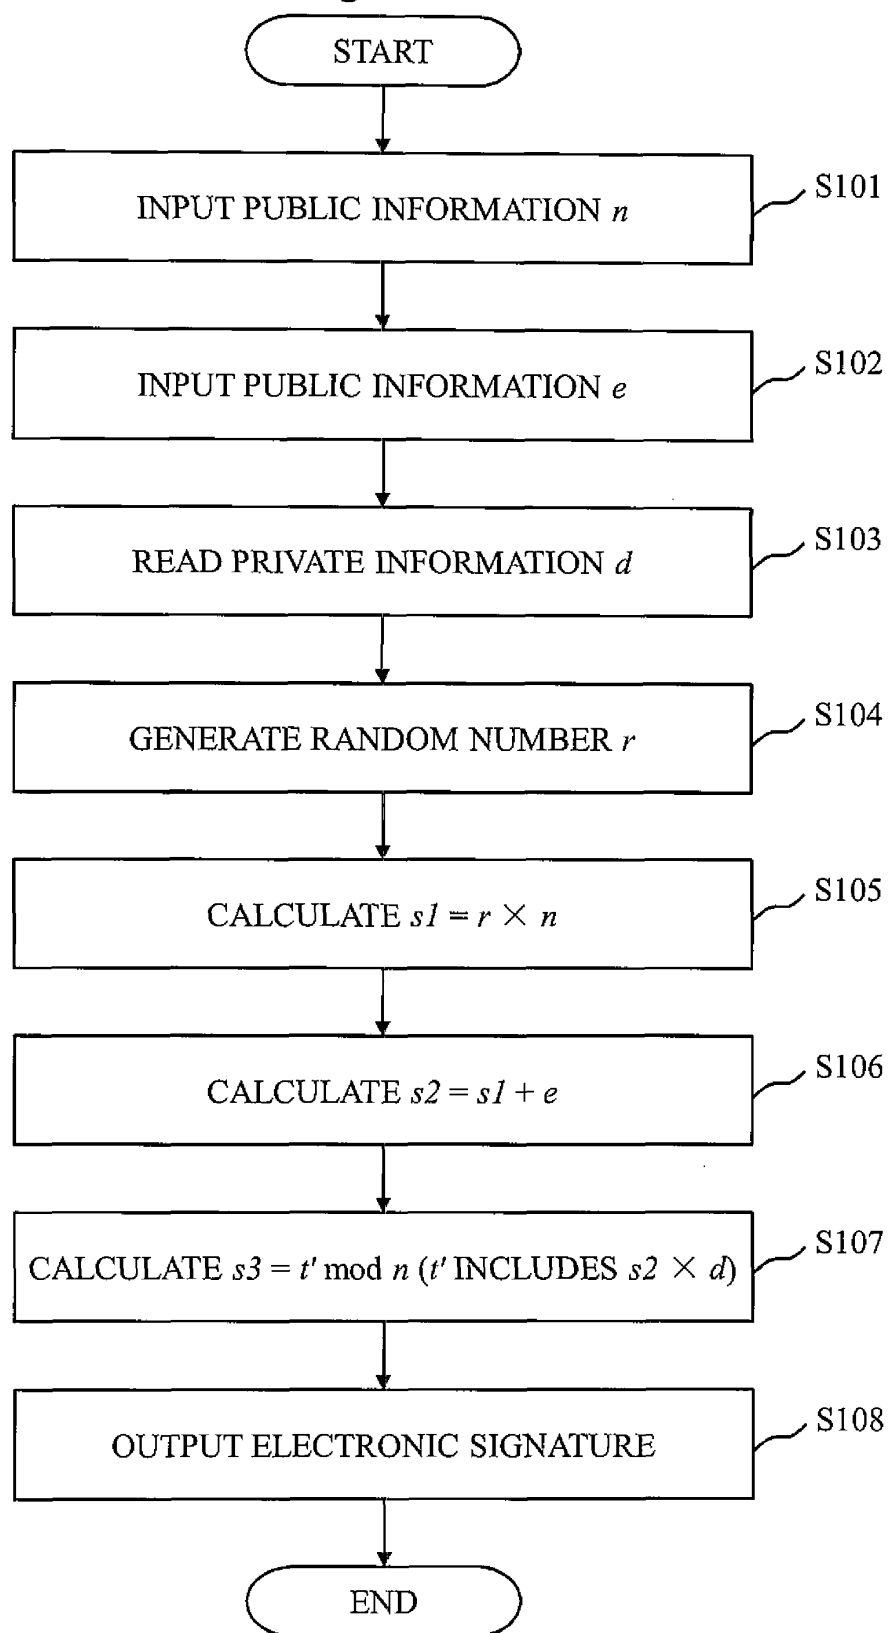 START
INPUT PUBLIC INFORMATION n
S101
INPUT PUBLIC INFORMATION e
S102
READ PRIVATE INFORMATION d
S103
GENERATE RANDOM NUMBER r
S104
CALCULATE s1 = r × n
S105
CALCULATE s2 = s1 + e
S106
CALCULATE s3 = t' mod n (t' INCLUDES s2 × d)
S107
OUTPUT ELECTRONIC SIGNATURE
S108
END